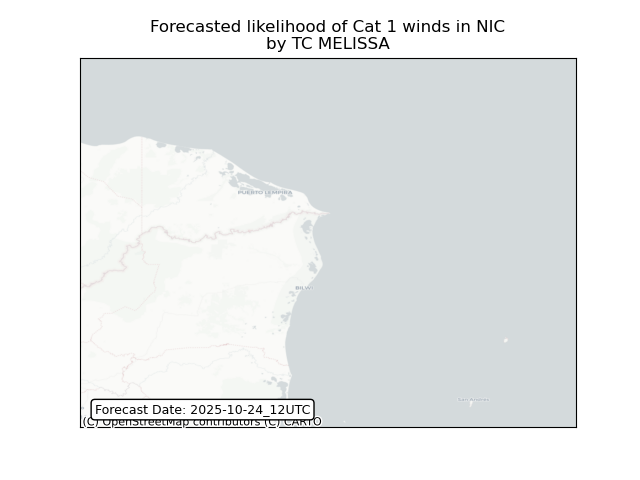 Forecasted likelihood of Cat 1 winds in NIC
by TC MELISSA
PUERTO LEMPIRA
BILWI
Forecast Date: 2025-10-24_12UTC
(C) OpenStreetMap contributors (C) CARTO